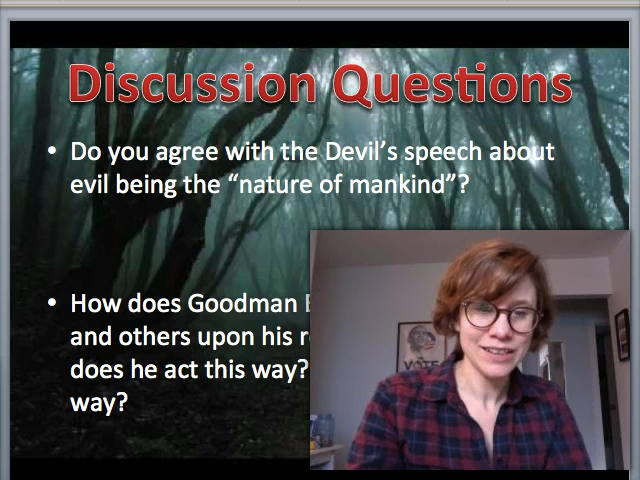 Discussion Questions
• Do you agree with the Devil's speech about
evil being the “nature of mankind”?
• How does Goodman
and others upon his
does he act this way?
way?
VOTE